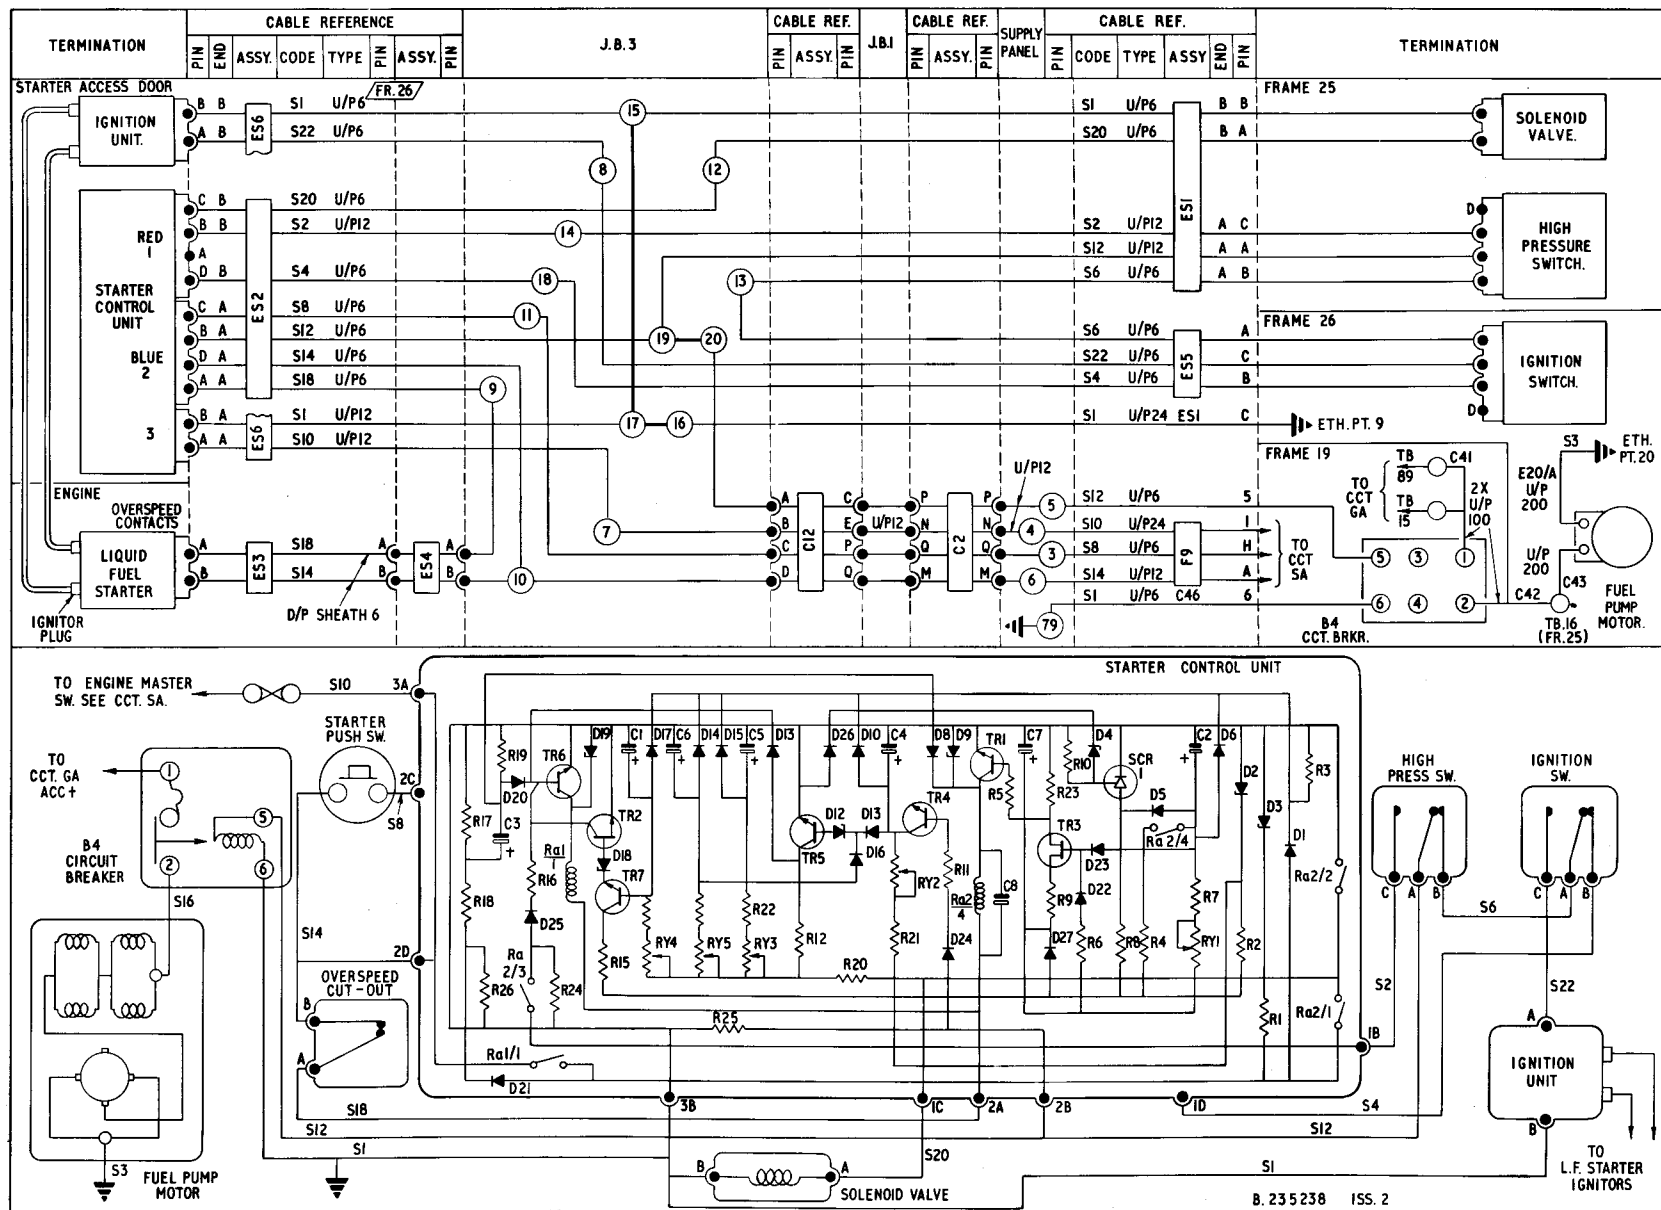 TERMINATION
CABLE REFERENCE
PIN END ASSY. CODE TYPE PIN ASSY. PIN
J.B.3
CABLE REF.
PIN ASSY. PIN
J.B.1
CABLE REF.
PIN ASSY. PIN
SUPPLY PANEL
CABLE REF.
PIN CODE TYPE ASSY END PIN
TERMINATION
STARTER ACCESS DOOR
FR.26
FRAME 25
IGNITION UNIT.
B B S1 U/P6 15 S1 U/P6 B B
A B ES6 S22 U/P6 8 12 S20 U/P6 B A
SOLENOID VALVE.
C B S20 U/P6
RED 1
B B S2 U/P12 14 S2 U/P12 ES1 A C
A
S12 U/P12 A A
D B S4 U/P6 18 13 S6 U/P6 A B
D
HIGH PRESSURE SWITCH.
STARTER CONTROL UNIT
ES2
C A S8 U/P6 11
FRAME 26
B A S12 U/P6 19 20 S6 U/P6 A
BLUE 2
D A S14 U/P6 S22 U/P6 ES5 C
A A S18 U/P6 9 S4 U/P6 B
D
IGNITION SWITCH.
3
B A S1 U/P12 17 16 S1 U/P24 ES1 C ETH. PT. 9
A A ES6 S10 U/P12
FRAME 19
ENGINE
OVERSPEED CONTACTS
LIQUID FUEL STARTER
IGNITOR PLUG
A ES3 S18 A ES4 A
B S14 B B 10
D/P SHEATH 6
7
A C12 C P C2 P 5 S12 U/P6 5
U/P12
B E U/P12 N N 4 S10 U/P24 F9 I
C P Q Q 3 S8 U/P6 H
D Q M M 6 S14 U/P12 A
TO CCT SA
79 S1 U/P6 C46 6
TO CCT GA
TB 89
C41
TB 15
2X U/P 100
5 3 1
6 4 2
B4 CCT. BRKR.
C42
TB.16 (FR.25)
C43
U/P 200
E20/A U/P 200
S3
ETH. PT.20
FUEL PUMP MOTOR.
TO ENGINE MASTER SW. SEE CCT. SA.
S10
3A
STARTER CONTROL UNIT
STARTER PUSH SW.
2C
S8
TO CCT. GA ACC+
1
5
2
6
B4 CIRCUIT BREAKER
S16
S14
2D
OVERSPEED CUT-OUT
B
A
S18
S12
S1
S3
FUEL PUMP MOTOR
R19 TR6 D19 C1 D17 C6 D14 D15 C5 D13 D26 D10 C4 D8 D9 TR1 C7 D4 SCR 1 C2 D6 D2 R3
D20 R10 R5 R23 D5 D3
R17 C3 TR2 D12 D13 TR4 TR3 Ra2/4 D1
Ra1/1 D18 TR5 D16 D23
R16 TR7 RY2 R11 D22 Ra2/2
R18 D25 R22 Ra2/4 C8 R9 R7
RY4 RY5 RY3 R12 R21 D24 D27 R6 R8 R4 RY1 R2
Ra 2/3 R15 R20
R26 R24
R25 R1 Ra2/1
Ra1/1
D21
1B
3B 1C 2A 2B 1D
S20
B A
SOLENOID VALVE
HIGH PRESS SW.
C A B
IGNITION SW.
C A B
S6
S2
S22
S4
S12
S1
A
IGNITION UNIT
B
TO L.F. STARTER IGNITORS
B. 235238 ISS. 2